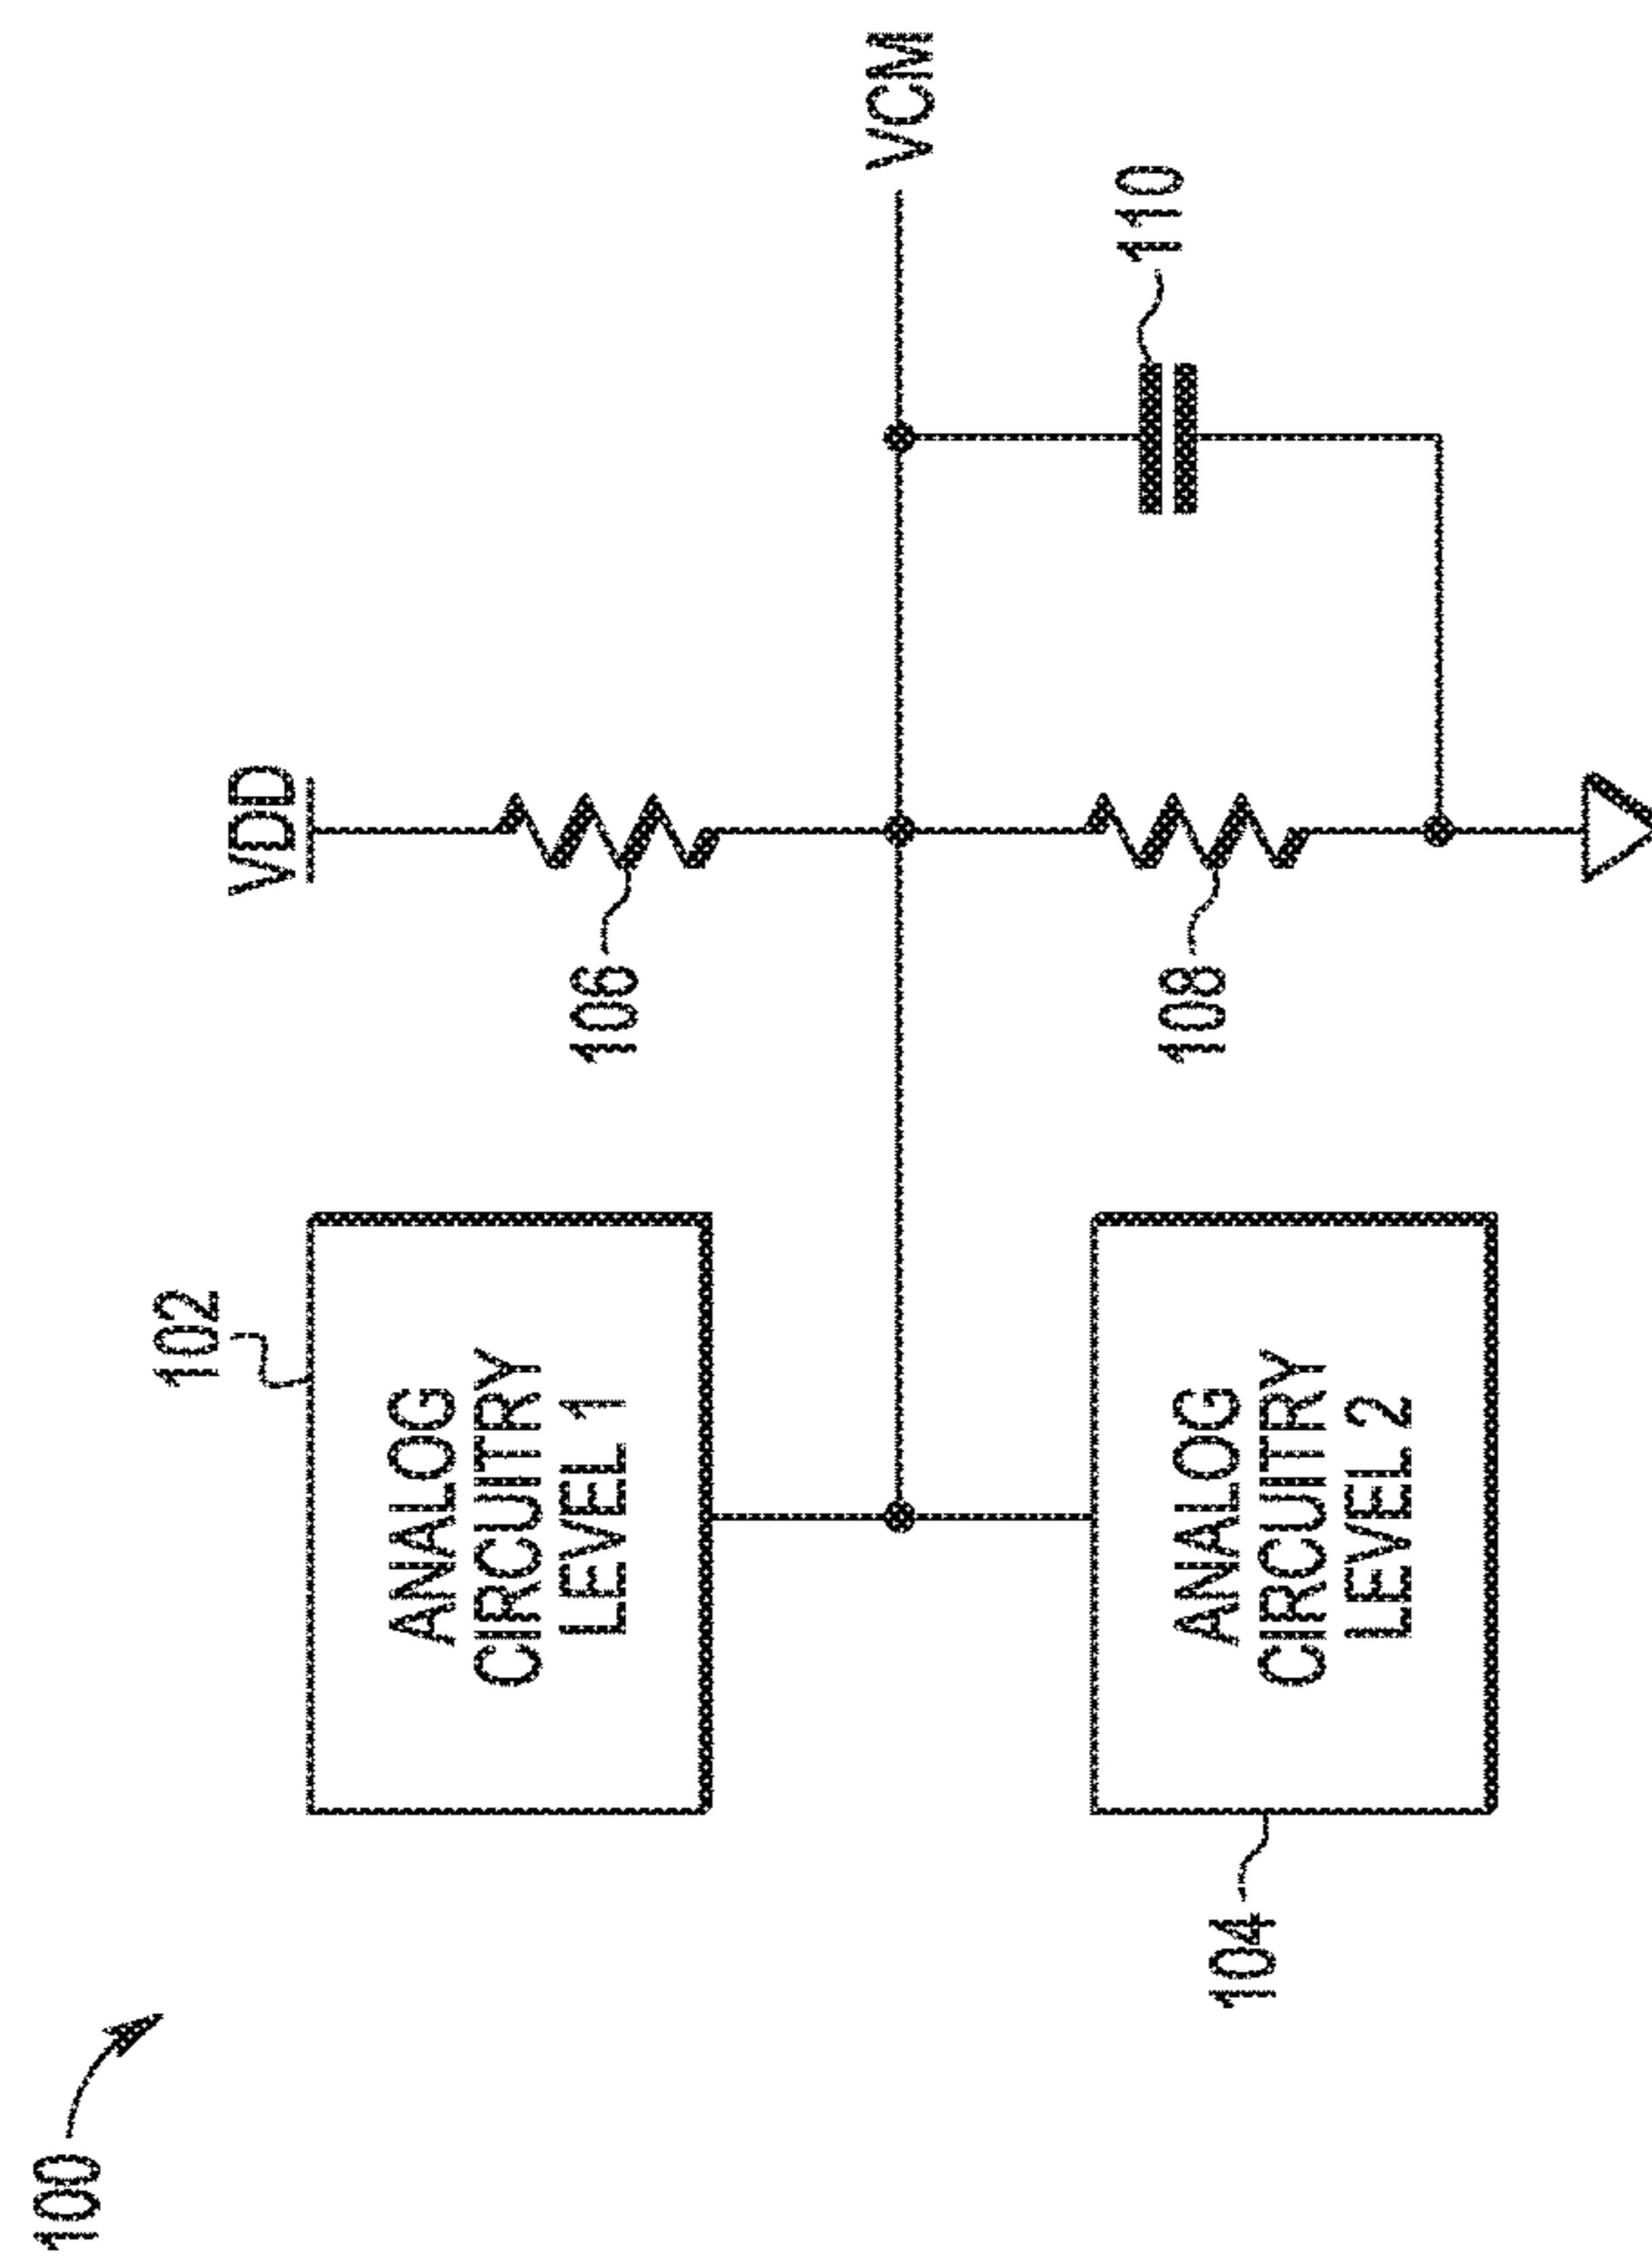 100
102
ANALOG
CIRCUITRY
LEVEL 1
104
ANALOG
CIRCUITRY
LEVEL 2
VDD
106
108
110
VCM